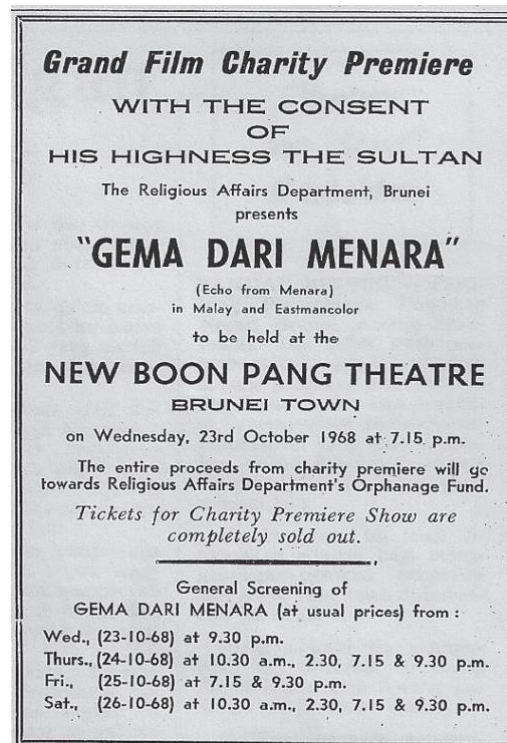 Grand Film Charity Premiere
WITH THE CONSENT
OF
HIS HIGHNESS THE SULTAN
The Religious Affairs Department, Brunei
presents
"GEMA DARI MENARA"
(Echo from Menara)
in Malay and Eastmancolor
to be held at the
NEW BOON PANG THEATRE
BRUNEI TOWN
on Wednesday, 23rd October 1968 at 7.15 p.m.
The entire proceeds from charity premiere will go
towards Religious Affairs Department's Orphanage Fund.
Tickets for Charity Premiere Show are
completely sold out.
General Screening of
GEMA DARI MENARA (at usual prices) from :
Wed., (23-10-68) at 9.30 p.m.
Thurs., (24-10-68) at 10.30 a.m., 2.30, 7.15 & 9.30 p.m.
Fri., (25-10-68) at 7.15 & 9.30 p.m.
Sat., (26-10-68) at 10.30 a.m., 2.30, 7.15 & 9.30 p.m.